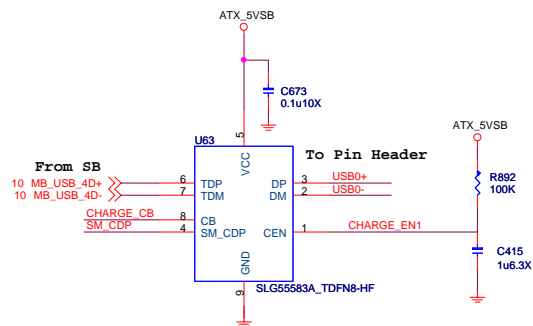 ATX_5VSB
C673
0.1u10X
U63
5
VCC
ATX_5VSB
From SB
To Pin Header
10 MB_USB_4D+
6
TDP
DP
3
USB0+
10 MB_USB_4D-
7
TDM
DM
2
USB0-
R892
100K
CHARGE_CB
8
CB
SM_CDP
4
SM_CDP
CEN
1
CHARGE_EN1
GND
9
SLG55583A_TDFN8-HF
C415
1u6.3X